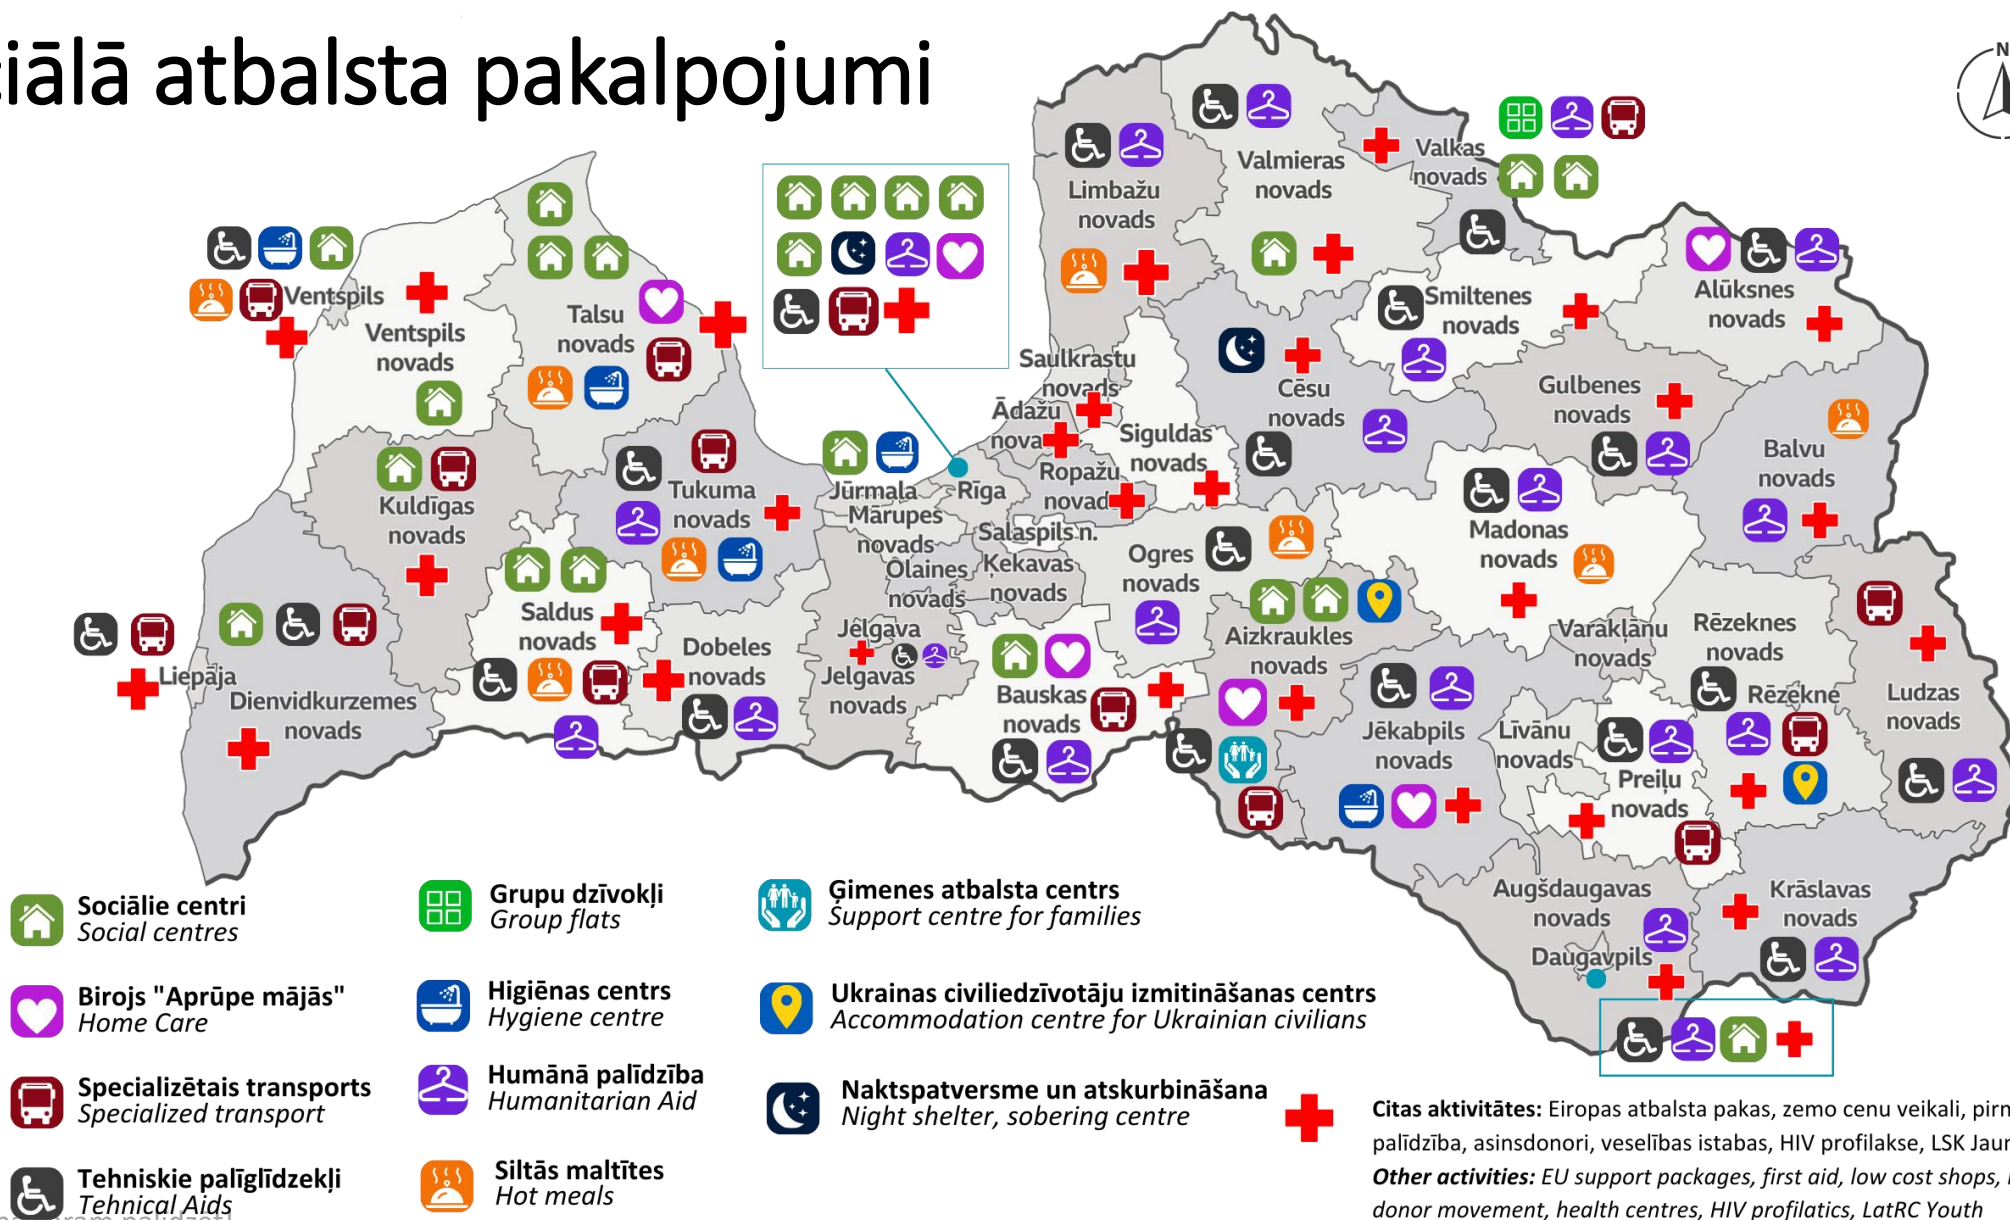 ciālā atbalsta pakalpojumi
N
Limbažu
novads
Valmieras
novads
Valkas
novads
Ventspils
Ventspils
novads
Talsu
novads
Smiltenes
novads
Alūksnes
novads
Saulkrastu
novads
Ādažu
nova
Cēsu
novads
Gulbenes
novads
Siguldas
novads
Balvu
novads
Ropažu
novad
Kuldīgas
novads
Tukuma
novads
Jūrmala
Rīga
Mārupes
novads
Salaspils n.
Olaines
novads
Ķekavas
novads
Ogres
novads
Madonas
novads
Saldus
novads
Dobeles
novads
Jelgava
Jelgavas
novads
Aizkraukles
novads
Varakļānu
novads
Rēzeknes
novads
Rēzekne
Ludzas
novads
Liepāja
Dienvidkurzemes
novads
Bauskas
novads
Jēkabpils
novads
Līvānu
novads
Preiļu
novads
Augšdaugavas
novads
Krāslavas
novads
Daugavpils
Sociālie centri
Social centres
Grupu dzīvokļi
Group flats
Ģimenes atbalsta centrs
Support centre for families
Birojs "Aprūpe mājās"
Home Care
Higiēnas centrs
Hygiene centre
Ukrainas civiliedzīvotāju izmitināšanas centrs
Accommodation centre for Ukrainian civilians
Specializētais transports
Specialized transport
Humānā palīdzība
Humanitarian Aid
Naktspatversme un atskurbināšana
Night shelter, sobering centre
Tehniskie palīglīdzekļi
Tehnical Aids
Siltās maltītes
Hot meals
Citas aktivitātes: Eiropas atbalsta pakas, zemo cenu veikali, pirm
palīdzība, asinsdonori, veselības istabas, HIV profilakse, LSK Jaun
Other activities: EU support packages, first aid, low cost shops,
donor movement, health centres, HIV profilatics, LatRC Youth